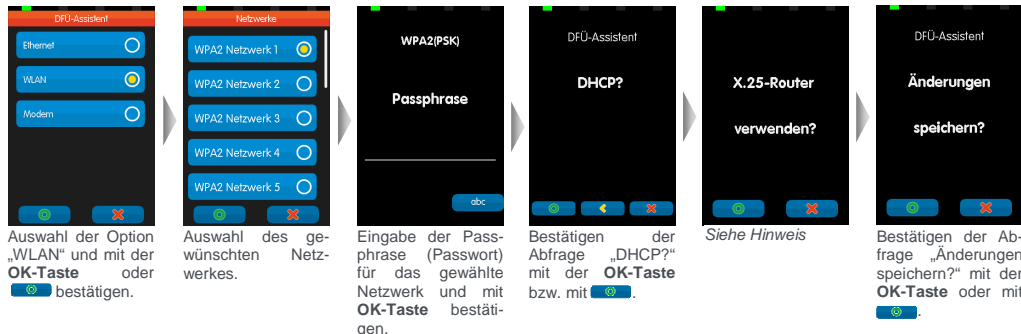 DFÜ-Assistent
Ethernet
WLAN
Modem
Auswahl der Option
„WLAN“ und mit der
OK-Taste oder
bestätigen.
Netzwerke
WPA2 Netzwerk 1
WPA2 Netzwerk 2
WPA2 Netzwerk 3
WPA2 Netzwerk 4
WPA2 Netzwerk 5
Auswahl des ge-
wünschten Netz-
werkes.
WPA2(PSK)
Passphrase
abc
Eingabe der Pass-
phrase (Passwort)
für das gewählte
Netzwerk und mit
OK-Taste bestäti-
gen.
DFÜ-Assistent
DHCP?
Bestätigen der
Abfrage „DHCP?“
mit der OK-Taste
bzw. mit .
X.25-Router
verwenden?
Siehe Hinweis
DFÜ-Assistent
Änderungen
speichern?
Bestätigen der Ab-
frage „Änderungen
speichern?“ mit der
OK-Taste oder mit
.